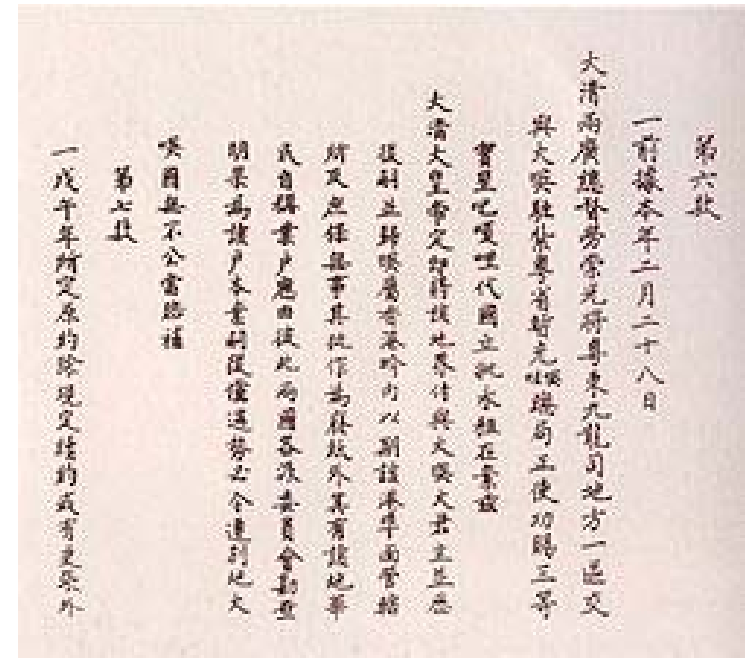 第六款
一前據本年二月二十八日
大清兩廣總督勞崇光將粵東九龍司地方一區交
與大英駐紮粵省暫充總局正使功賜三等
寶星吧嗄哩代國立批永租在案茲
大清大皇帝定即將該地界付與大英大君主並歷
後嗣並歸英屬香港界內以期該港埠面管轄
所及庶保無事其批作為廢紙外其有該地華
民自稱業戶應由彼此兩國各派委員會勘查
明果為該戶本業嗣後倘遇勢必令遷別地大
英國無不公當賠補
第七款
一戊午年所定原約除現定續約或有更張外